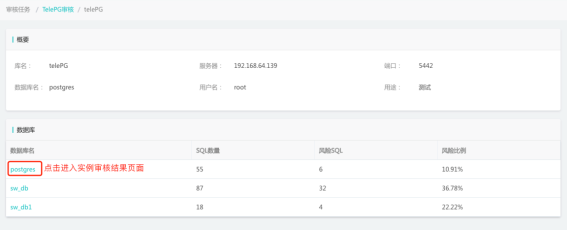 审核任务 / TelePG审核 / telePG
概要
库名： telePG 服务器： 192.168.64.139 端口： 5442
数据库名： postgres 用户名： root 用途： 测试
数据库
数据库名 SQL数量 风险SQL 风险比例
postgres 点击进入实例审核结果页面 55 6 10.91%
sw_db 87 32 36.78%
sw_db1 18 4 22.22%